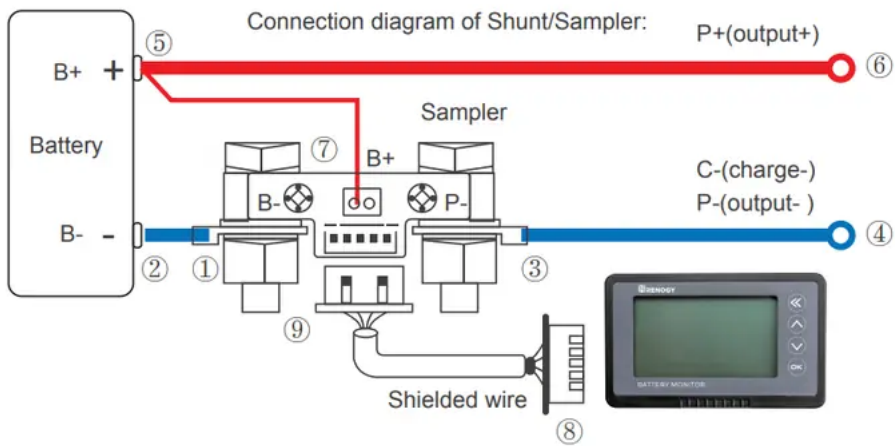 Connection diagram of Shunt/Sampler:
P+(output+)
⑤
⑥
B+ +
Sampler
Battery
⑦
B+
C-(charge-)
P-(output- )
B-
P-
B- -
④
②
①
③
⑨
RENOGY
OK
BATTERY MONITOR
Shielded wire
⑧